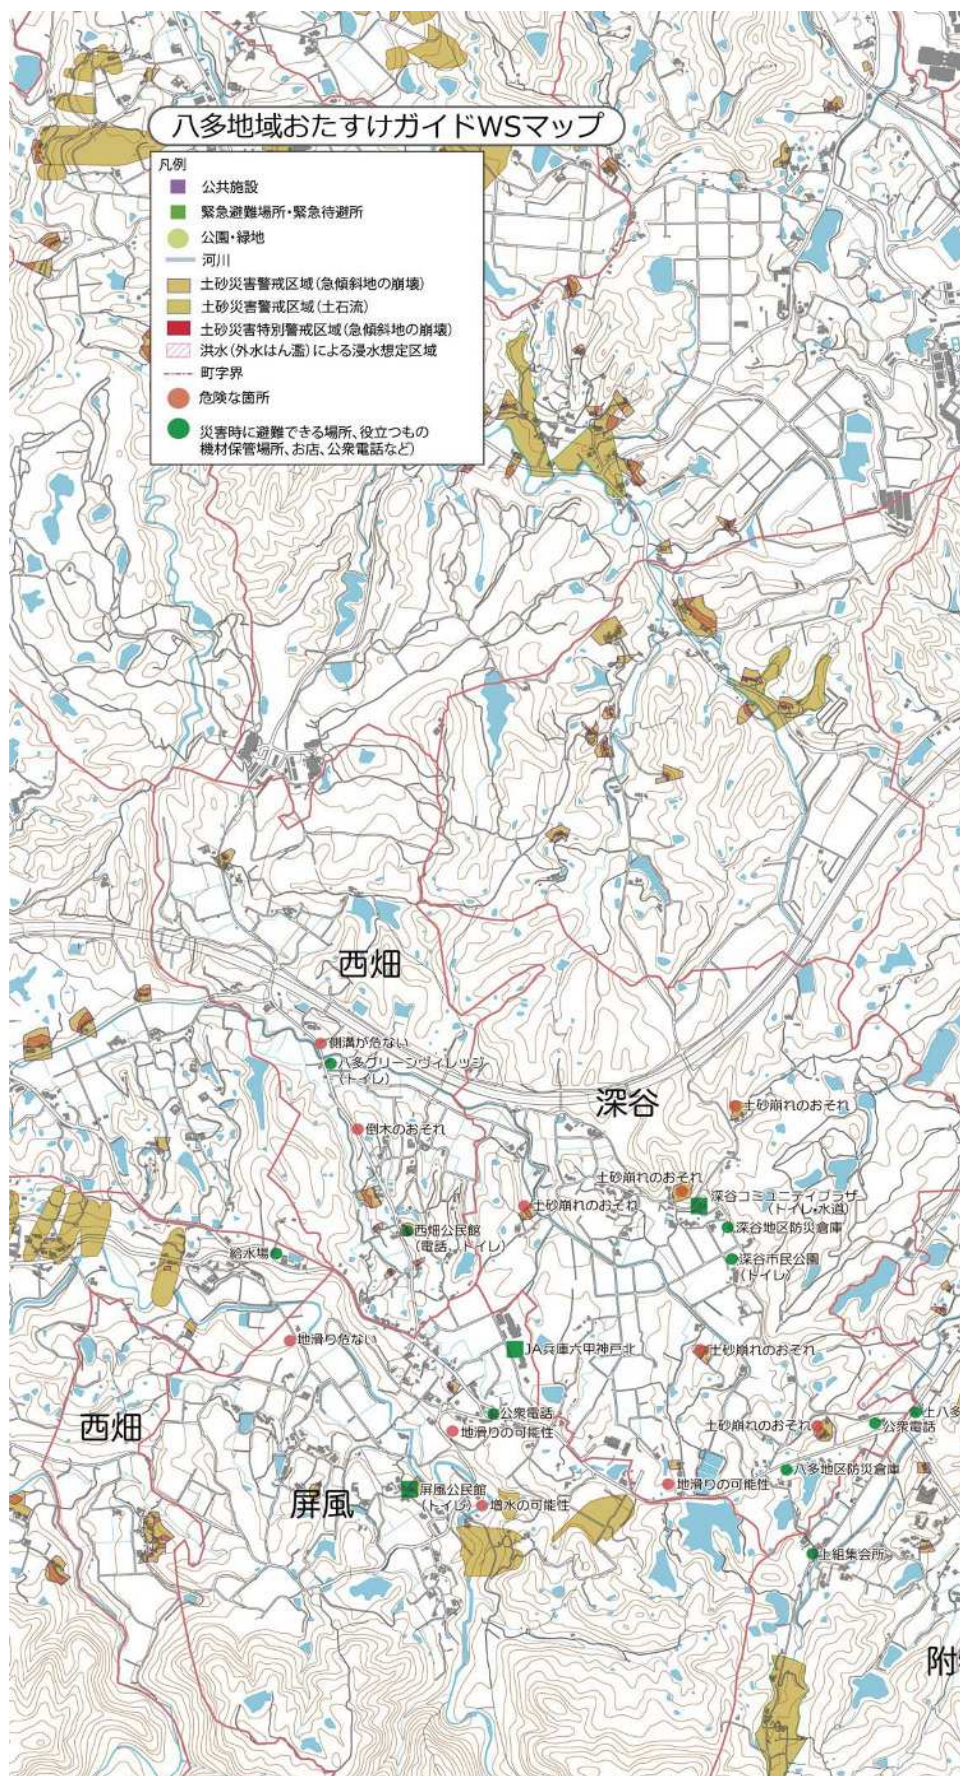 八多地域おたすけガイドWSマップ
凡例
公共施設
緊急避難場所・緊急待避所
公園・緑地
河川
土砂災害警戒区域(急傾斜地の崩壊)
土砂災害警戒区域(土石流)
土砂災害特別警戒区域(急傾斜地の崩壊)
洪水(外水はん濫)による浸水想定区域
町字界
危険な箇所
災害時に避難できる場所、役立つもの
機材保管場所、お店、公衆電話など)
西畑
側溝が危ない
八多グリーンヴィレッジ
(トイレ)
深谷
土砂崩れのおそれ
倒木のおそれ
土砂崩れのおそれ
深谷コミュニティプラザ
(トイレ・水道)
土砂崩れのおそれ
深谷地区防災倉庫
西畑公民館
(電話、トイレ)
給水場
深谷市民公園
(トイレ)
地滑り危ない
JA兵庫六甲神戸北
土砂崩れのおそれ
公衆電話
上八多
西畑
地滑りの可能性
土砂崩れのおそれ
公衆電話
八多地区防災倉庫
地滑りの可能性
屏風
屏風公民館
(トイレ)
増水の可能性
上組集会所
附